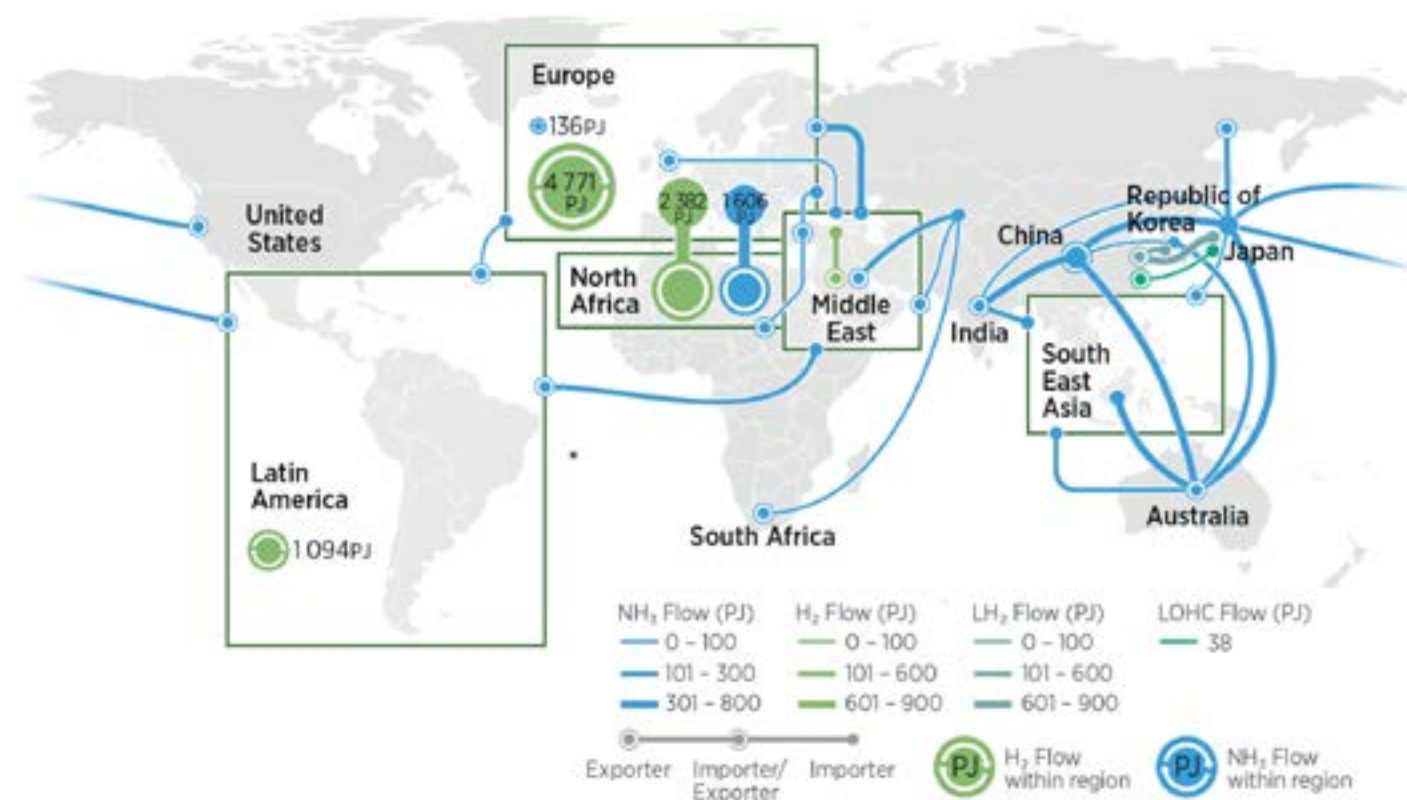 Europe
136PJ
4 771
PJ
2 382
PJ
1 606
PJ
United
States
North
Africa
Middle
East
Republic of
Korea
China
Japan
India
South
East
Asia
Latin
America
1 094PJ
South Africa
Australia
NH₃ Flow (PJ)
0 – 100
101 – 300
301 – 800
H₂ Flow (PJ)
0 – 100
101 – 600
601 – 900
LH₂ Flow (PJ)
0 – 100
101 – 600
601 – 900
LOHC Flow (PJ)
38
Exporter
Importer/
Exporter
Importer
PJ
H₂ Flow
within region
PJ
NH₃ Flow
within region